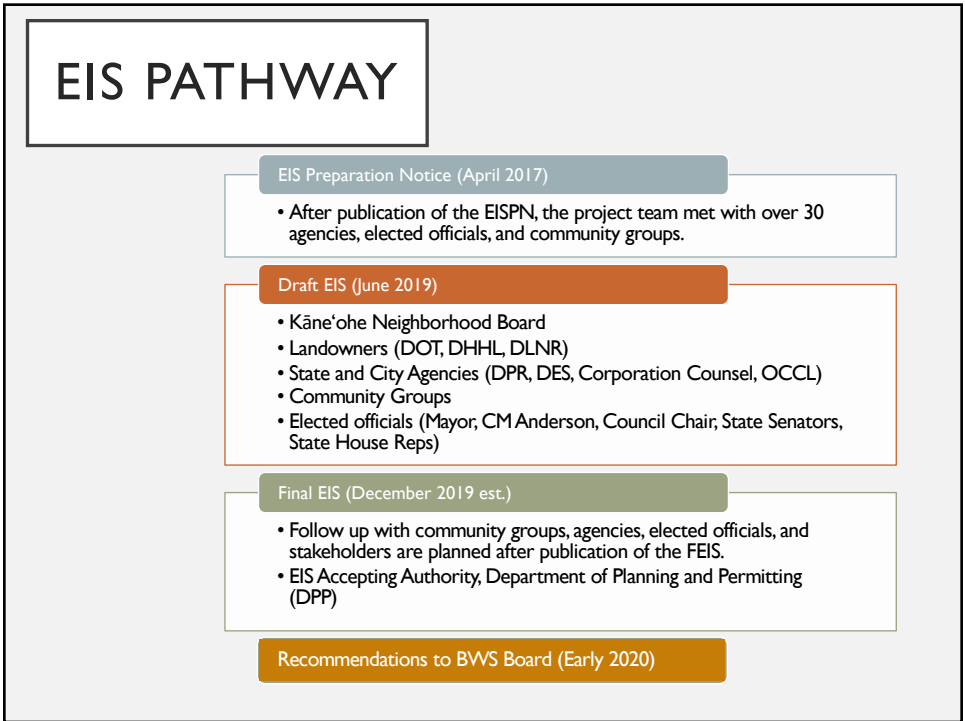 EIS PATHWAY
EIS Preparation Notice (April 2017)
• After publication of the EISPN, the project team met with over 30
agencies, elected officials, and community groups.
Draft EIS (June 2019)
• Kāneʻohe Neighborhood Board
• Landowners (DOT, DHHL, DLNR)
• State and City Agencies (DPR, DES, Corporation Counsel, OCCL)
• Community Groups
• Elected officials (Mayor, CM Anderson, Council Chair, State Senators,
State House Reps)
Final EIS (December 2019 est.)
• Follow up with community groups, agencies, elected officials, and
stakeholders are planned after publication of the FEIS.
• EIS Accepting Authority, Department of Planning and Permitting
(DPP)
Recommendations to BWS Board (Early 2020)